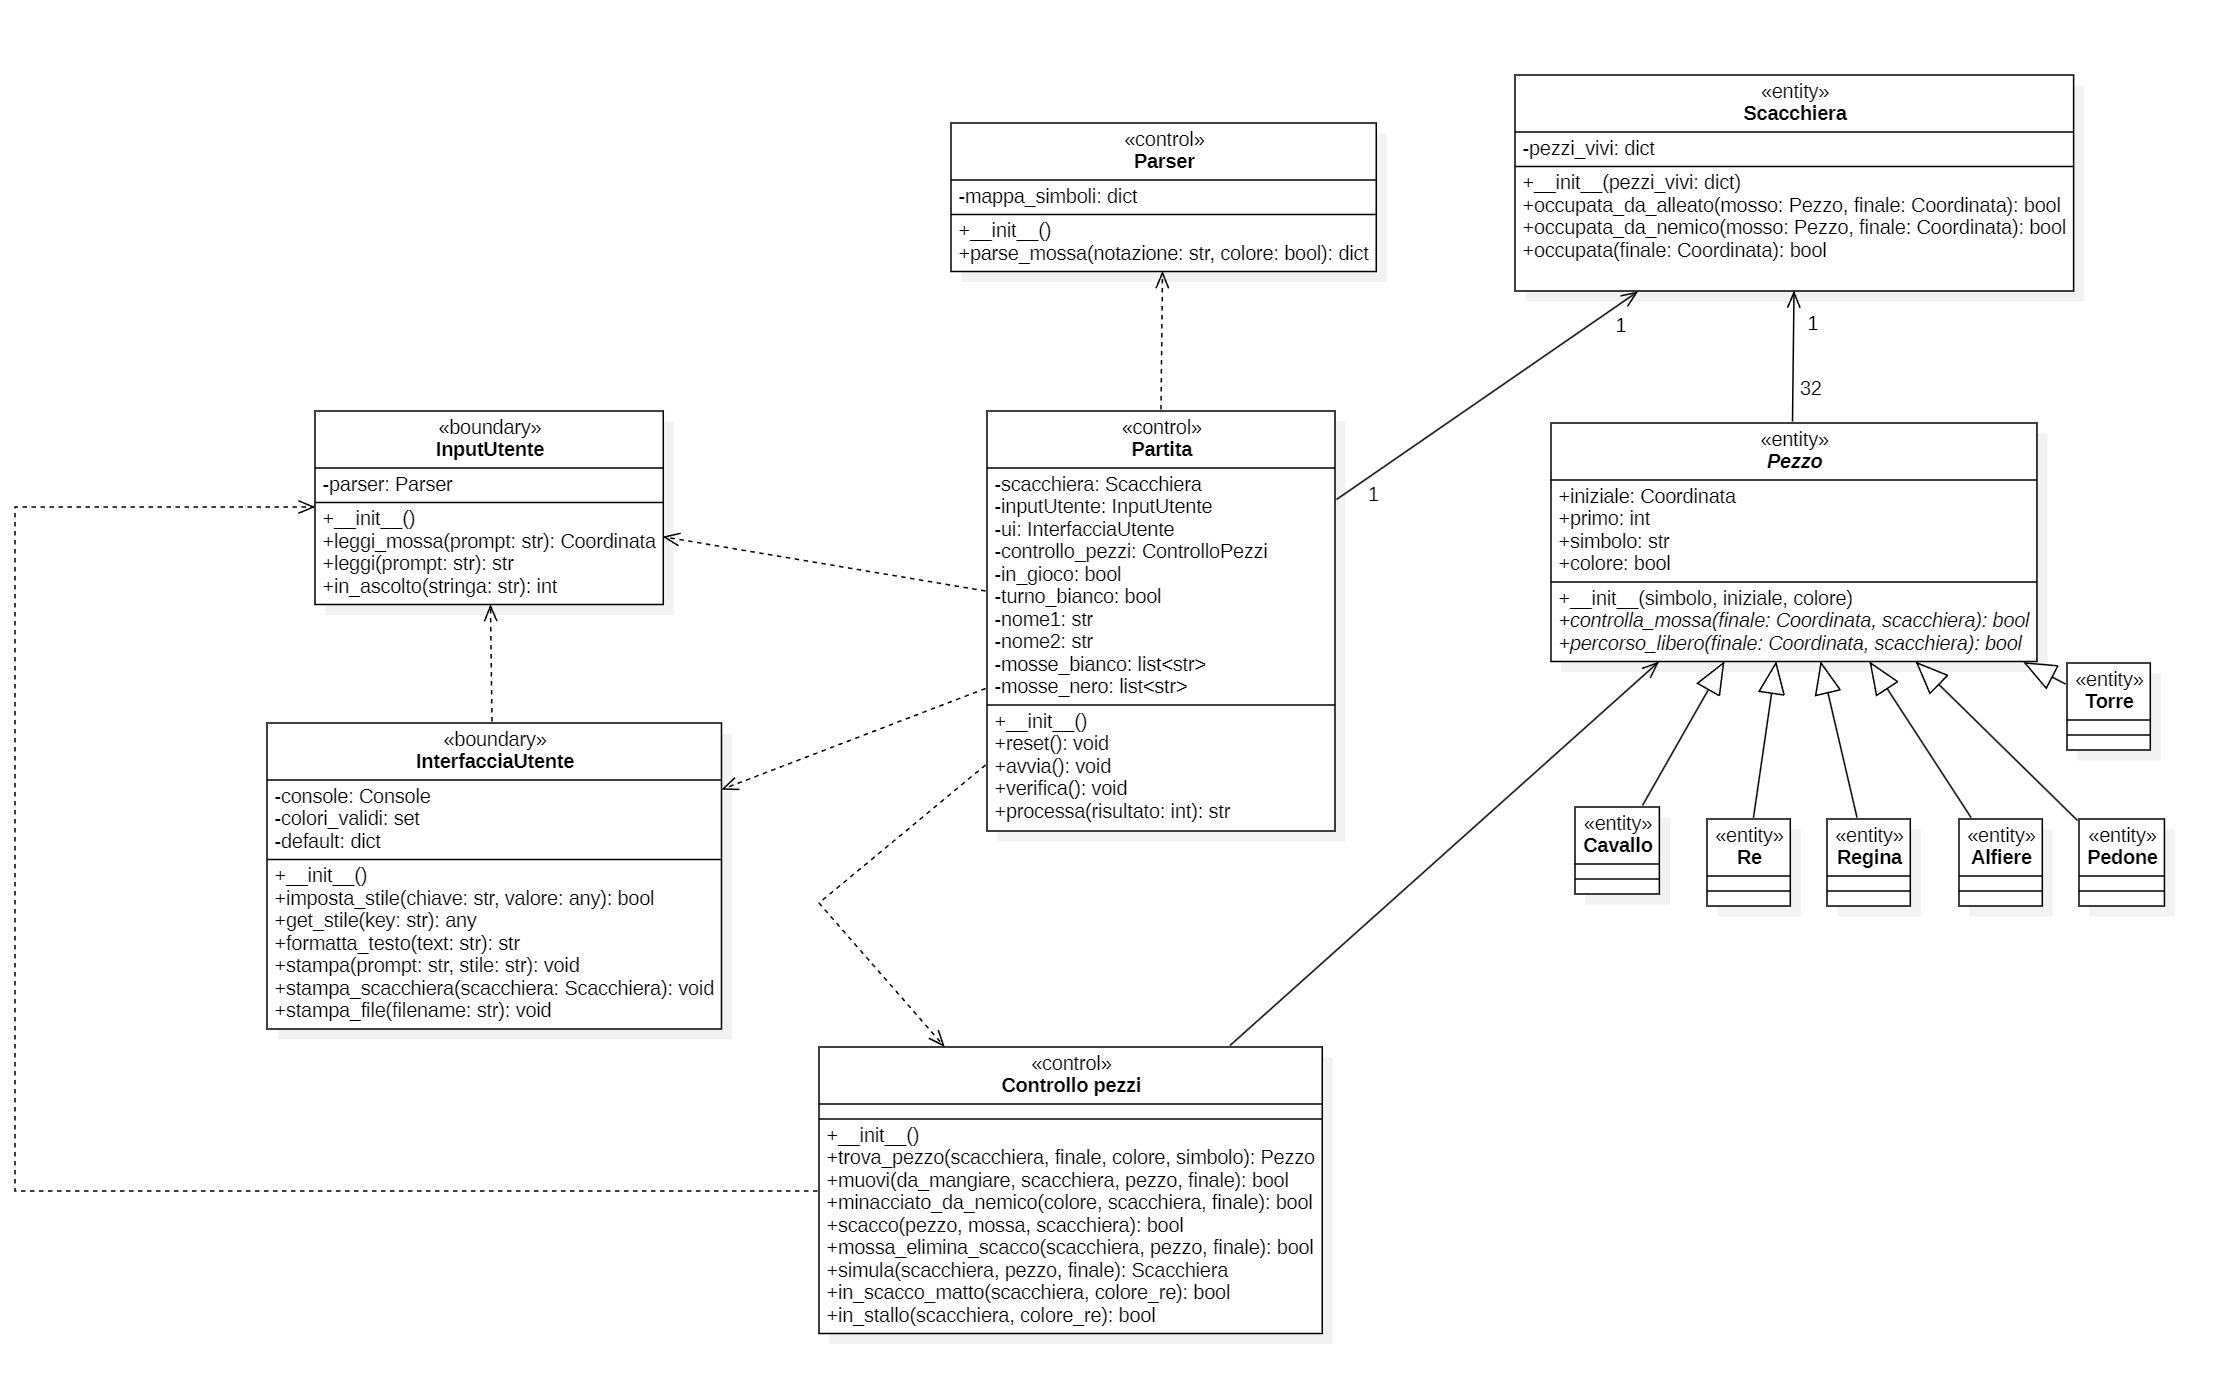 «entity»
Scacchiera
-pezzi_vivi: dict
+__init__(pezzi_vivi: dict)
+occupata_da_alleato(mosso: Pezzo, finale: Coordinata): bool
+occupata_da_nemico(mosso: Pezzo, finale: Coordinata): bool
+occupata(finale: Coordinata): bool
«control»
Parser
-mappa_simboli: dict
+__init__()
+parse_mossa(notazione: str, colore: bool): dict
1
1
32
1
«boundary»
InputUtente
-parser: Parser
+__init__()
+leggi_mossa(prompt: str): Coordinata
+leggi(prompt: str): str
+in_ascolto(stringa: str): int
«control»
Partita
-scacchiera: Scacchiera
-inputUtente: InputUtente
-ui: InterfacciaUtente
-controllo_pezzi: ControlloPezzi
-in_gioco: bool
-turno_bianco: bool
-nome1: str
-nome2: str
-mosse_bianco: list<str>
-mosse_nero: list<str>
+__init__()
+reset(): void
+avvia(): void
+verifica(): void
+processa(risultato: int): str
«entity»
Pezzo
+iniziale: Coordinata
+primo: int
+simbolo: str
+colore: bool
+__init__(simbolo, iniziale, colore)
+controlla_mossa(finale: Coordinata, scacchiera): bool
+percorso_libero(finale: Coordinata, scacchiera): bool
«entity»
Torre
«boundary»
InterfacciaUtente
-console: Console
-colori_validi: set
-default: dict
+__init__()
+imposta_stile(chiave: str, valore: any): bool
+get_stile(key: str): any
+formatta_testo(text: str): str
+stampa(prompt: str, stile: str): void
+stampa_scacchiera(scacchiera: Scacchiera): void
+stampa_file(filename: str): void
«entity»
Cavallo
«entity»
Re
«entity»
Regina
«entity»
Alfiere
«entity»
Pedone
«control»
Controllo pezzi
+__init__()
+trova_pezzo(scacchiera, finale, colore, simbolo): Pezzo
+muovi(da_mangiare, scacchiera, pezzo, finale): bool
+minacciato_da_nemico(colore, scacchiera, finale): bool
+scacco(pezzo, mossa, scacchiera): bool
+mossa_elimina_scacco(scacchiera, pezzo, finale): bool
+simula(scacchiera, pezzo, finale): Scacchiera
+in_scacco_matto(scacchiera, colore_re): bool
+in_stallo(scacchiera, colore_re): bool